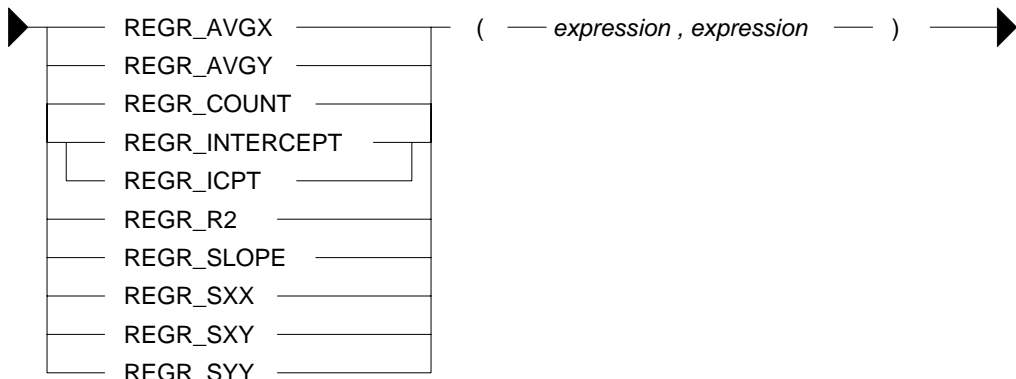 REGR_AVGX ( expression , expression )
REGR_AVGY
REGR_COUNT
REGR_INTERCEPT
REGR_ICPT
REGR_R2
REGR_SLOPE
REGR_SXX
REGR_SXY
REGR_SYY